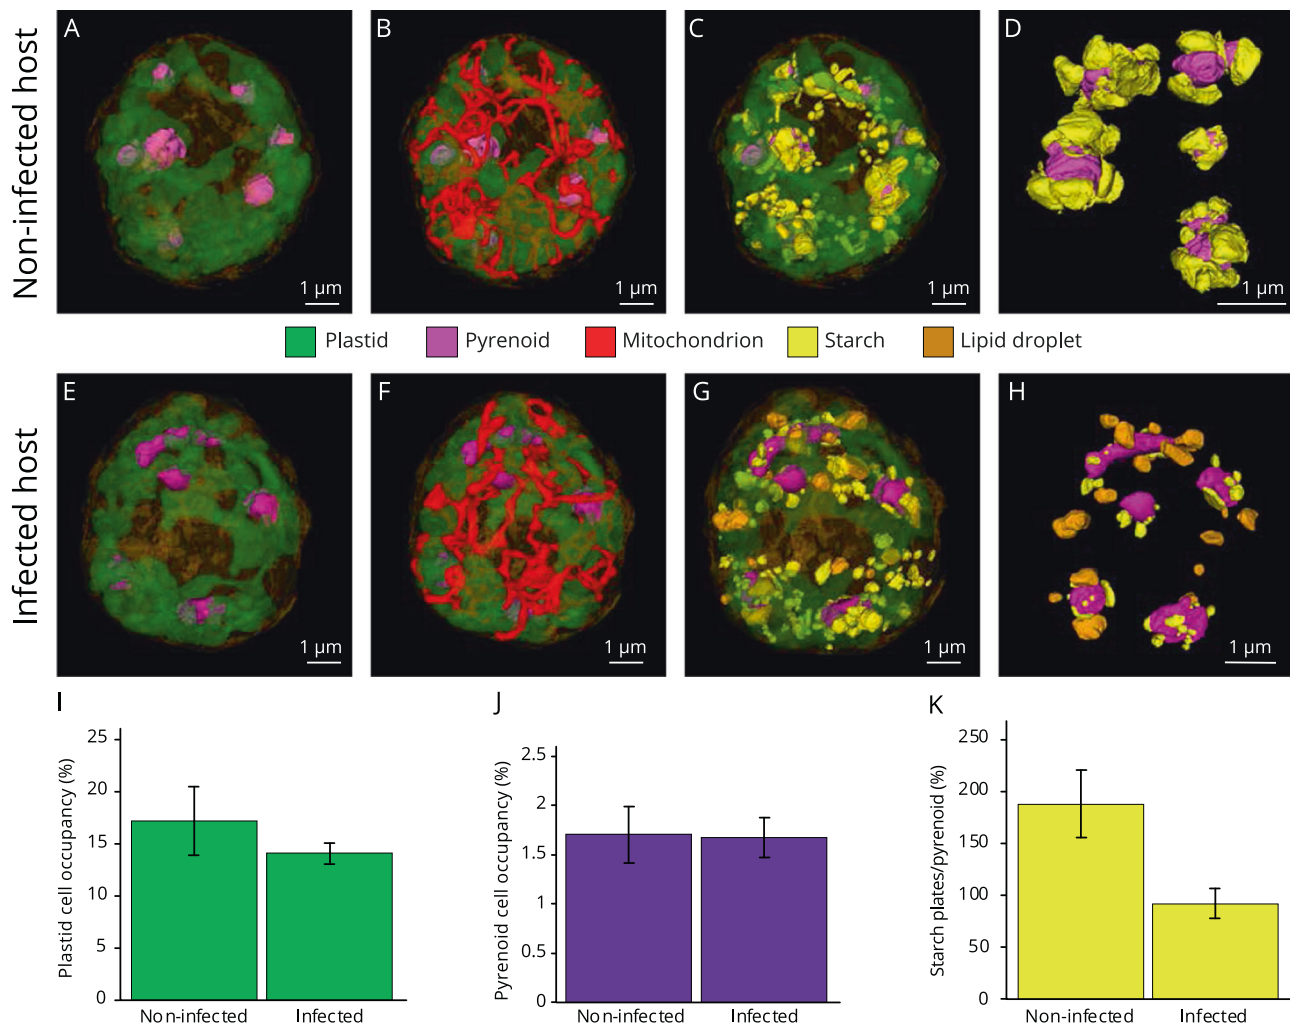 Non-infected host
A
B
C
D
1 μm
1 μm
1 μm
1 μm
Plastid
Pyrenoid
Mitochondrion
Starch
Lipid droplet
Infected host
E
F
G
H
1 μm
1 μm
1 μm
1 μm
I
Plastid cell occupancy (%)
25
20
15
10
5
0
Non-infected
Infected
J
Pyrenoid cell occupancy (%)
2.5
2
1.5
1
0.5
0
Non-infected
Infected
K
Starch plates/pyrenoid (%)
250
200
150
100
50
0
Non-infected
Infected